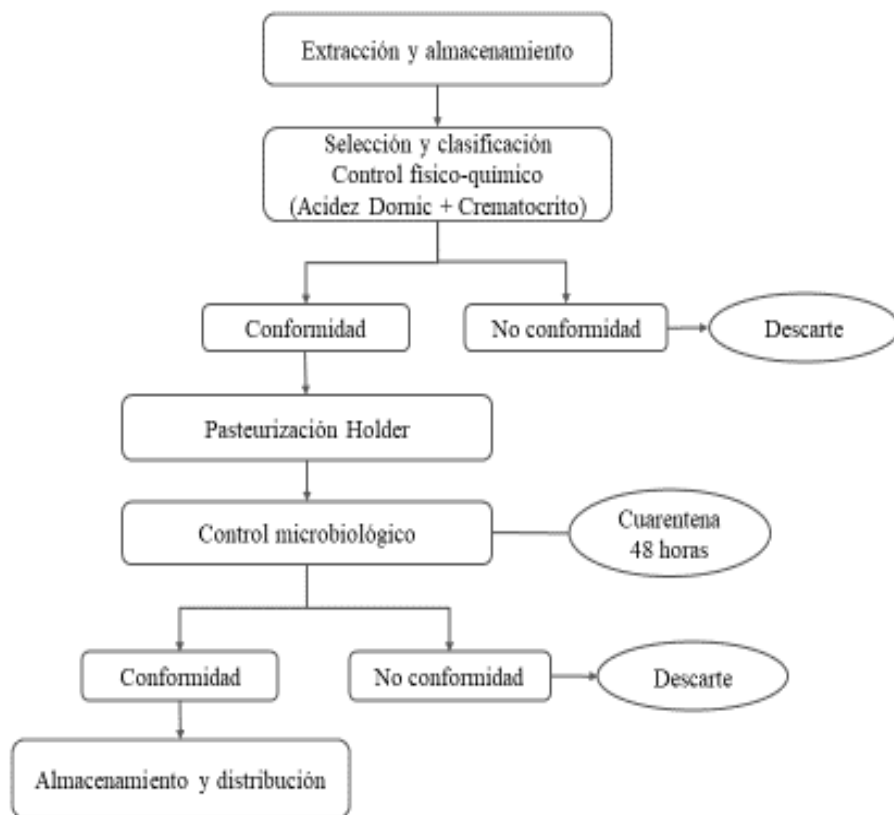 Extracción y almacenamiento
Selección y clasificación
Control físico-químico
(Acidez Dornic + Crematocrito)
Conformidad
No conformidad
Descarte
Pasteurización Holder
Control microbiológico
Cuarentena
48 horas
Conformidad
No conformidad
Descarte
Almacenamiento y distribución